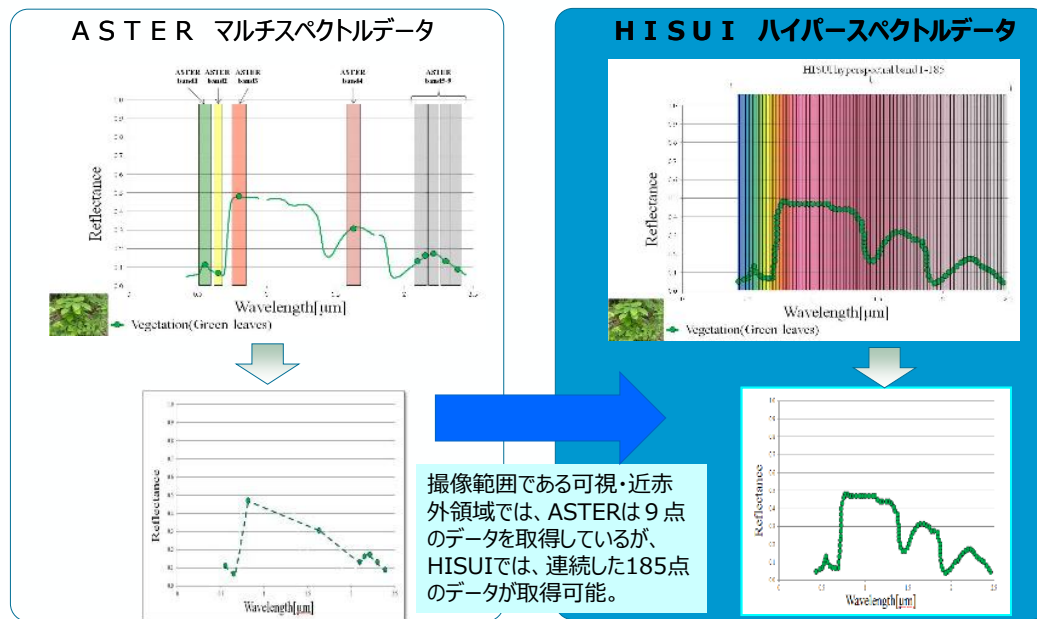 ＡＳＴＥＲ マルチスペクトルデータ
ASTER band1
ASTER band2
ASTER band3
ASTER band4
ASTER band5-9
Reflectance
Wavelength[μm]
Vegetation(Green leaves)
Reflectance
Wavelength[μm]
ＨＩＳＵＩ ハイパースペクトルデータ
HISUI hyperspectral band 1-185
Reflectance
Wavelength[μm]
Vegetation(Green leaves)
Reflectance
Wavelength[μm]
撮像範囲である可視・近赤
外領域では、ASTERは９点
のデータを取得しているが、
HISUIでは、連続した185点
のデータが取得可能。